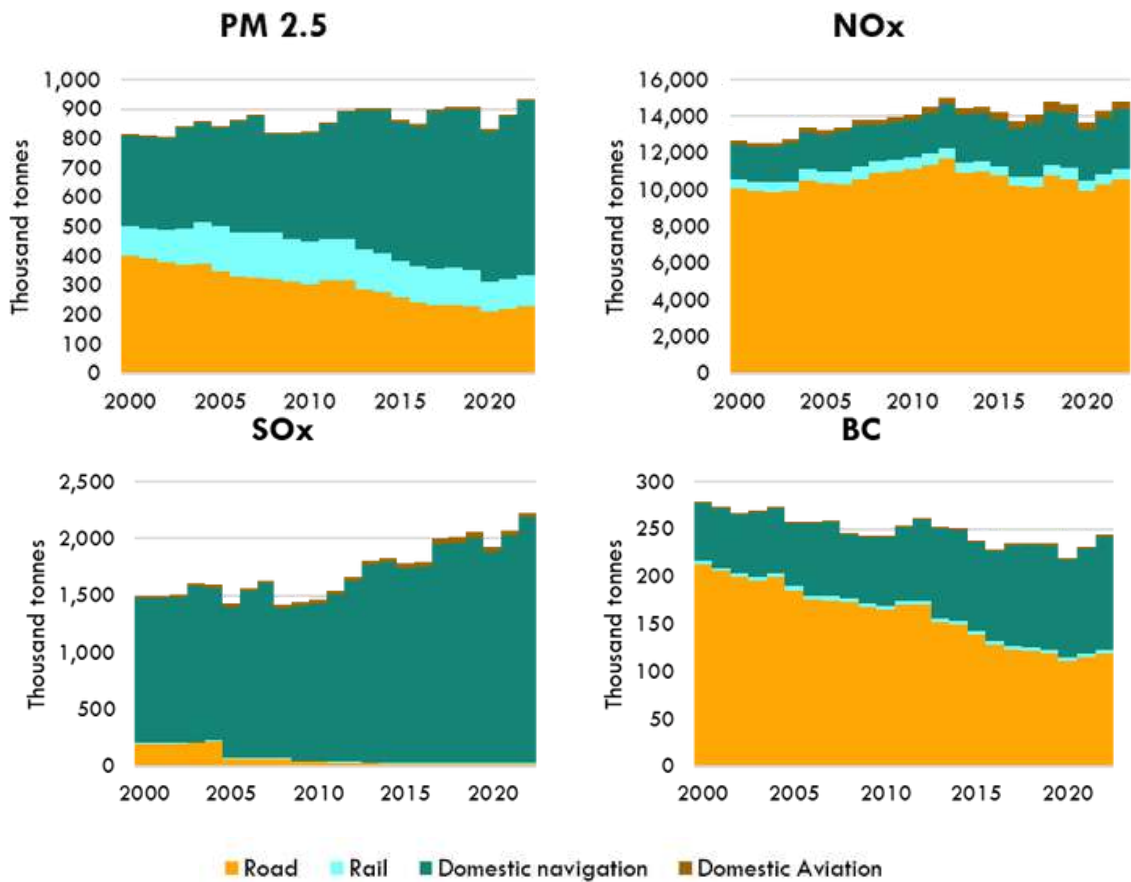 PM 2.5
Thousand tonnes
1,000
900
800
700
600
500
400
300
200
100
0
2000 2005 2010 2015 2020
NOx
Thousand tonnes
16,000
14,000
12,000
10,000
8,000
6,000
4,000
2,000
0
2000 2005 2010 2015 2020
SOx
Thousand tonnes
2,500
2,000
1,500
1,000
500
0
2000 2005 2010 2015 2020
BC
Thousand tonnes
300
250
200
150
100
50
0
2000 2005 2010 2015 2020
Road Rail Domestic navigation Domestic Aviation